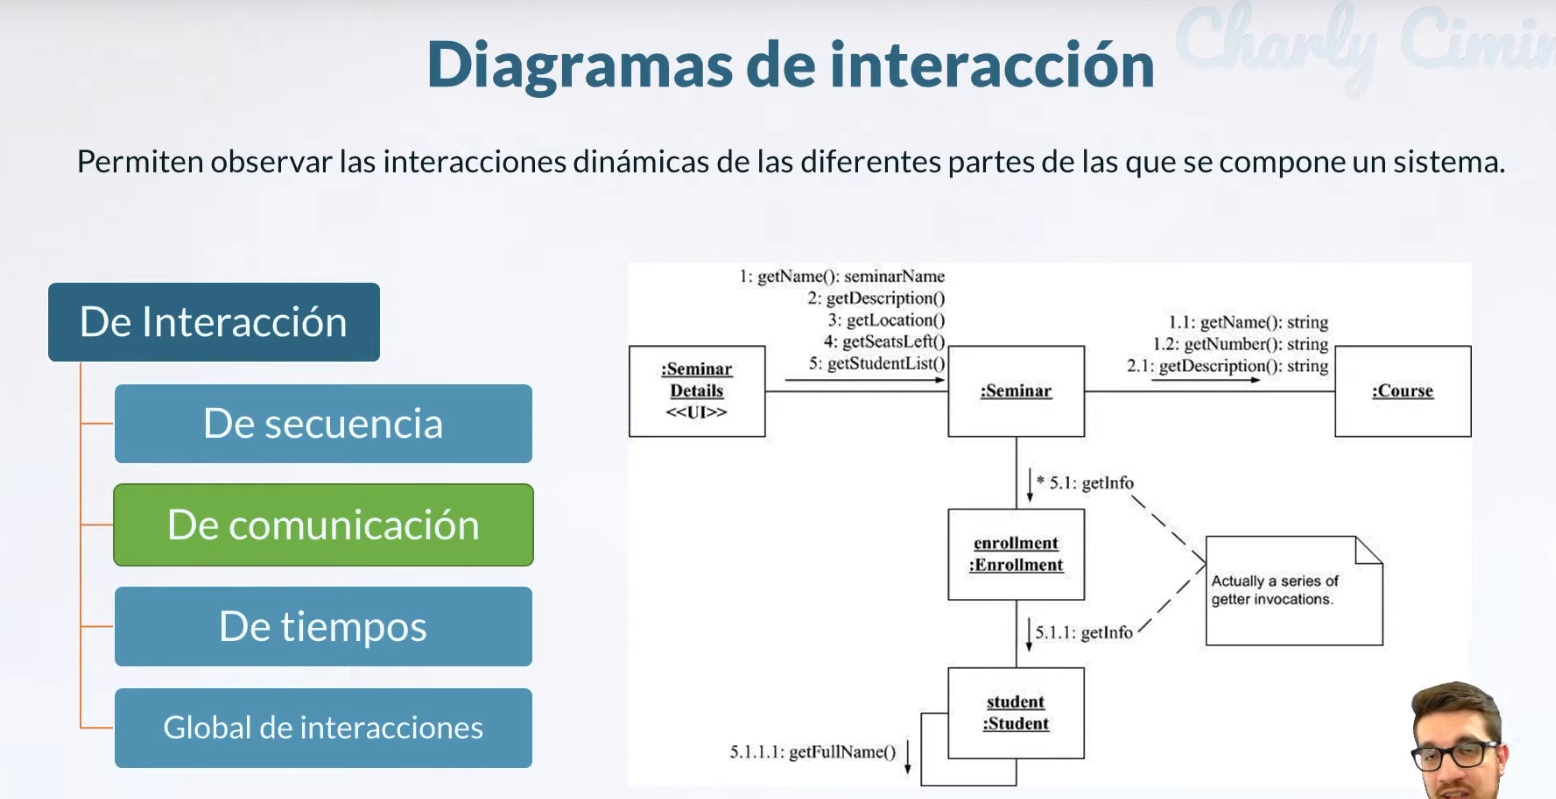 Charly Cimin
Diagramas de interacción
Permiten observar las interacciones dinámicas de las diferentes partes de las que se compone un sistema.
De Interacción
De secuencia
De comunicación
De tiempos
Global de interacciones
1: getName(): seminarName
2: getDescription()
3: getLocation()
4: getSeatsLeft()
5: getStudentList()
:Seminar
Details
<<UI>>
:Seminar
1.1: getName(): string
1.2: getNumber(): string
2.1: getDescription(): string
:Course
* 5.1: getInfo
enrollment
:Enrollment
Actually a series of
getter invocations.
5.1.1: getInfo
student
:Student
5.1.1.1: getFullName()